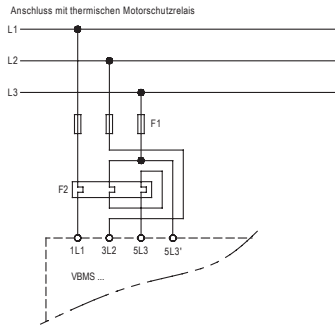 Anschluss mit thermischen Motorschutzrelais
L1
L2
L3
F1
F2
1L1 3L2 5L3 5L3'
VBMS ...